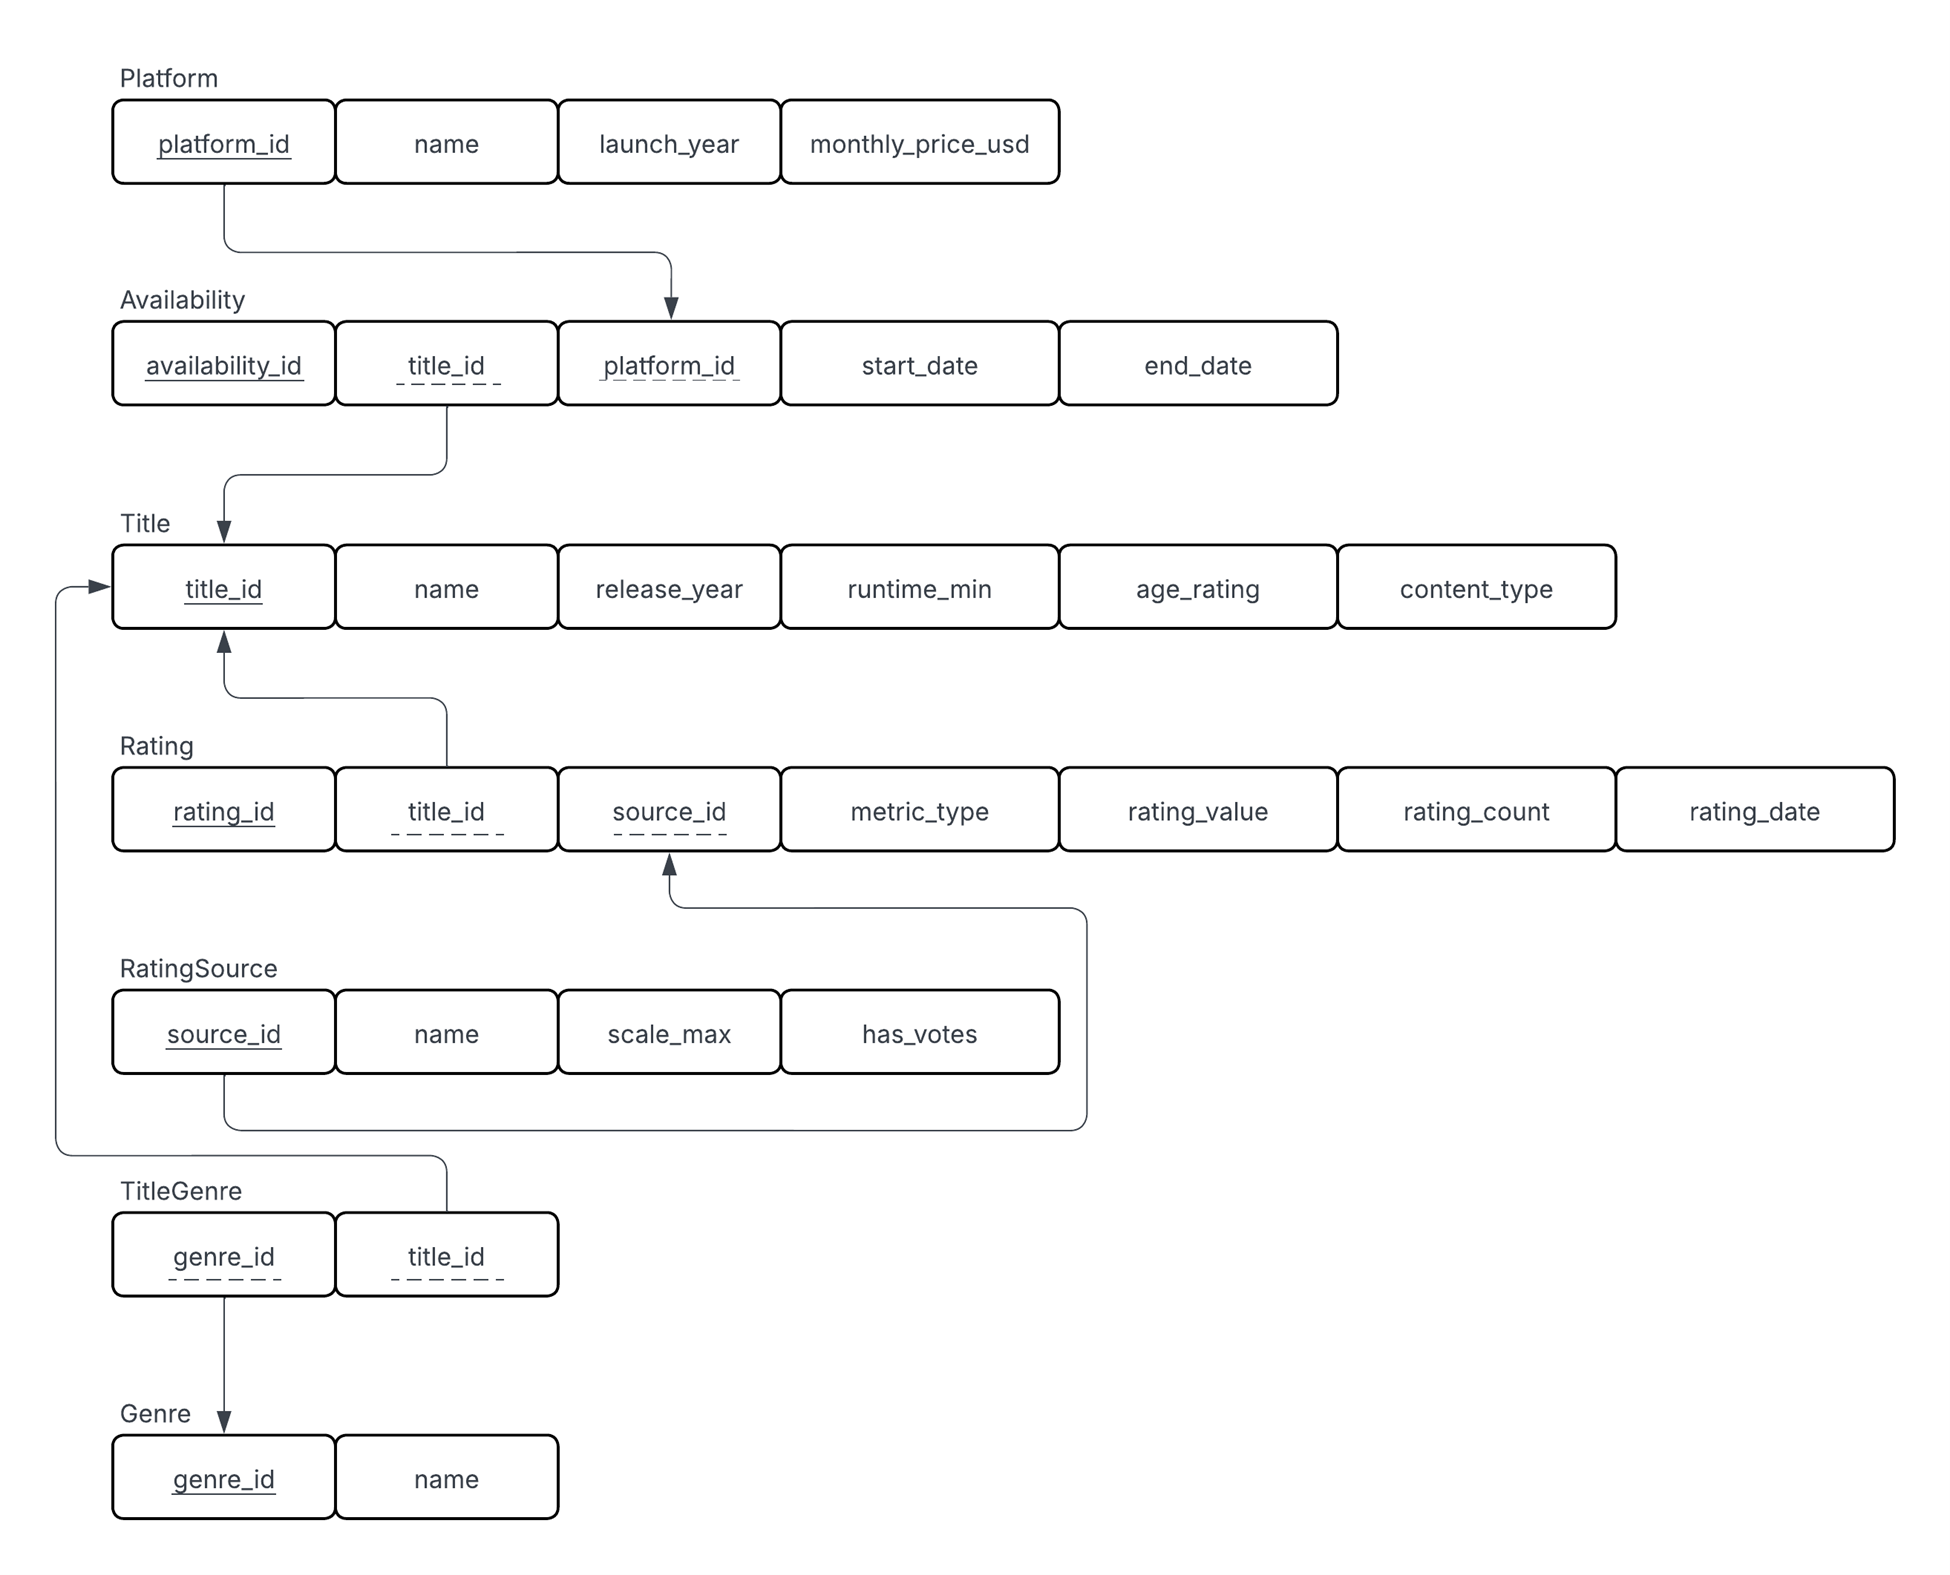 Platform
platform_id name launch_year monthly_price_usd
Availability
availability_id title_id platform_id start_date end_date
Title
title_id name release_year runtime_min age_rating content_type
Rating
rating_id title_id source_id metric_type rating_value rating_count rating_date
RatingSource
source_id name scale_max has_votes
TitleGenre
genre_id title_id
Genre
genre_id name